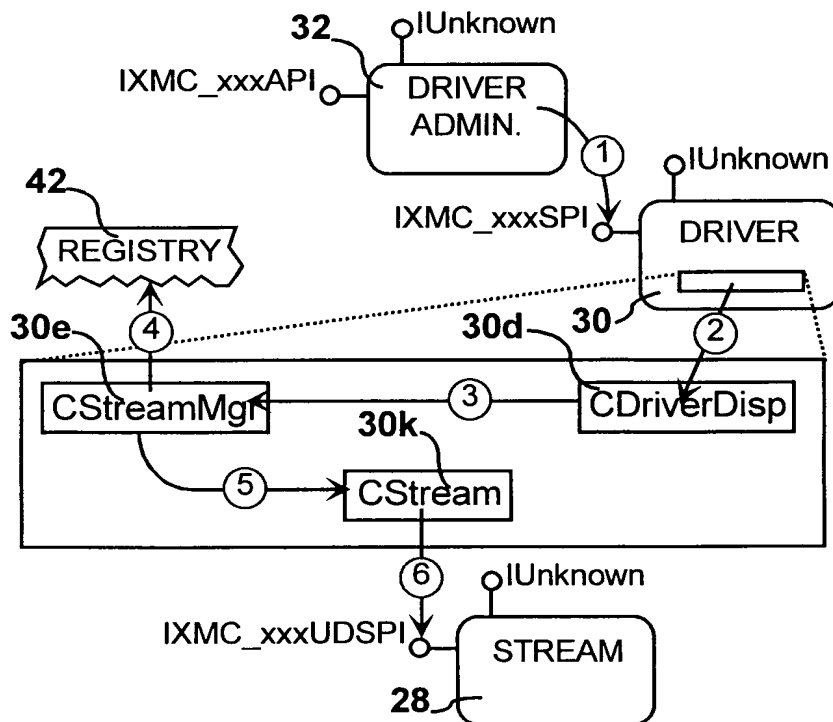 32
IUnknown
IXMC_xxxAPI
DRIVER
ADMIN.
1
IUnknown
42
IXMC_xxxSPI
REGISTRY
DRIVER
30e
4
30d
30
2
CStreamMgr
3
CDriverDisp
30k
5
CStream
6
IUnknown
IXMC_xxxUDSPI
STREAM
28